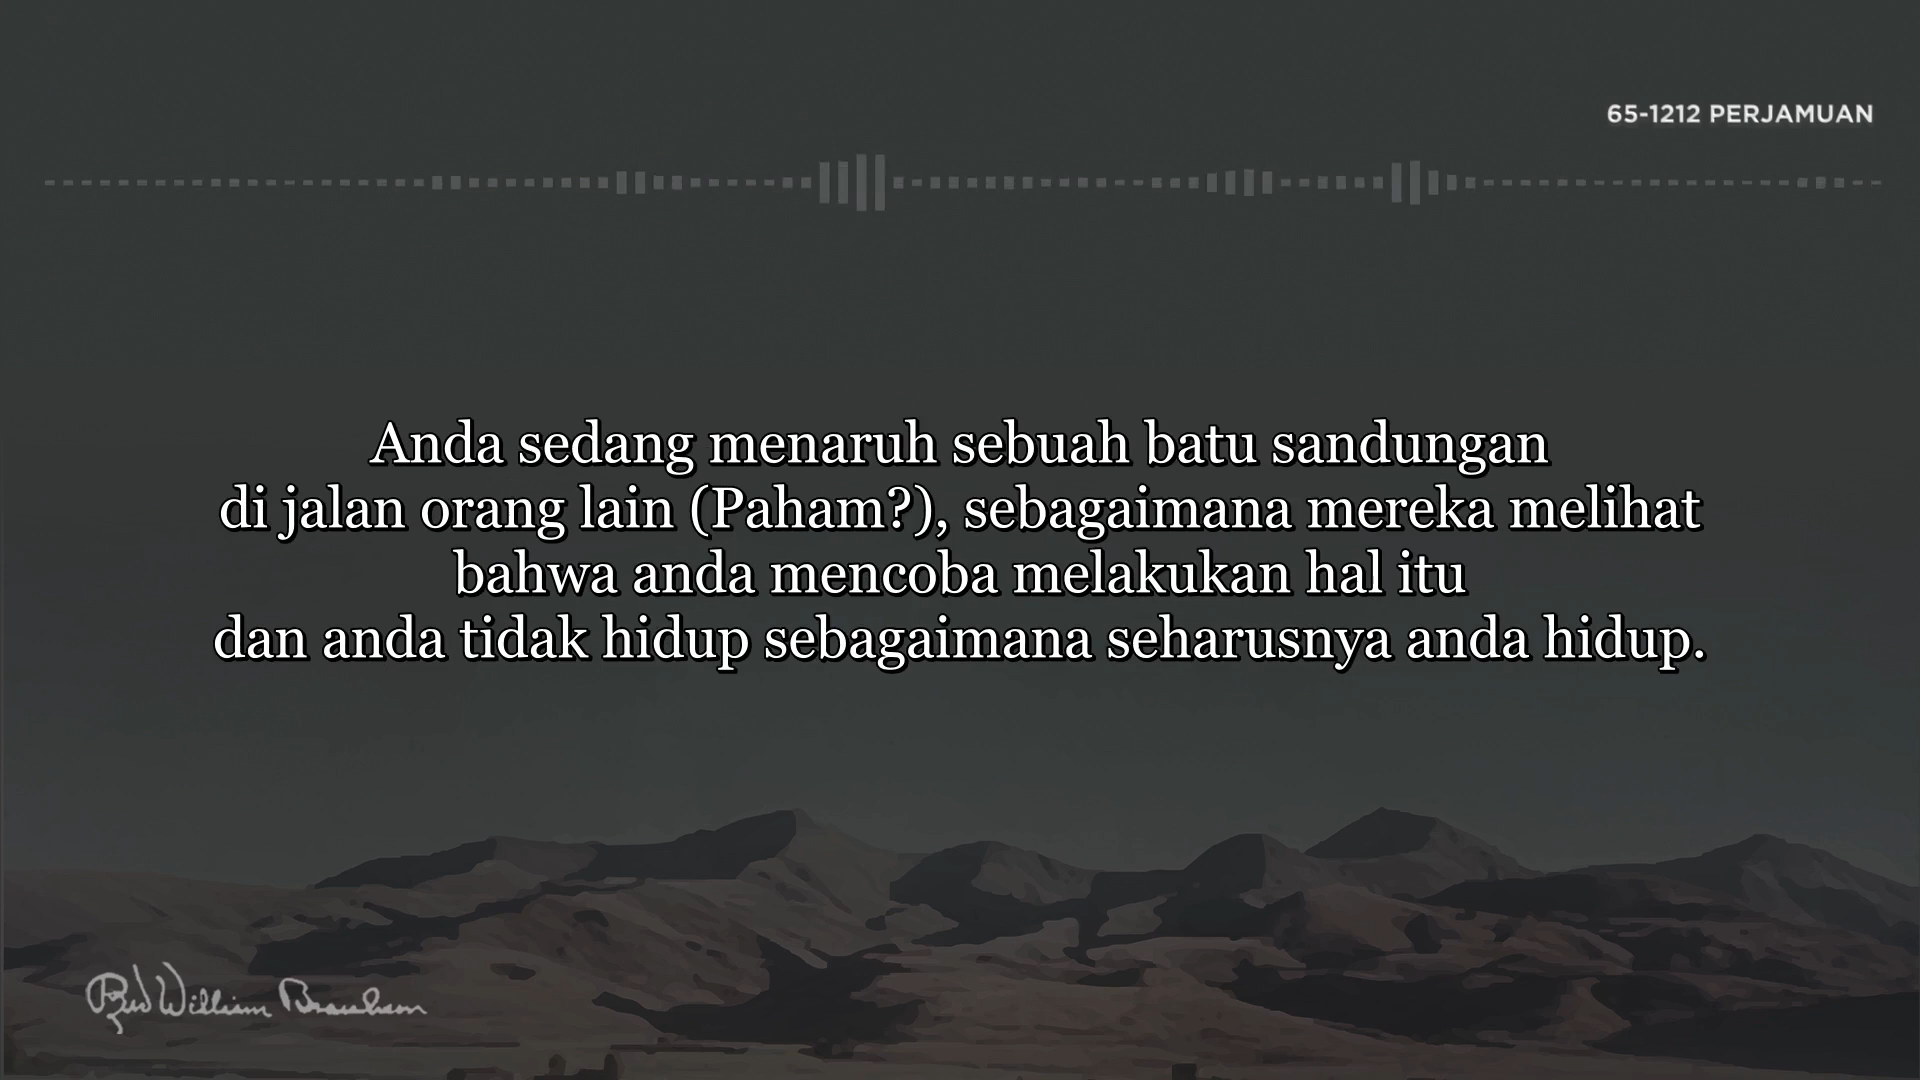 65-1212 PERJAMUAN
Anda sedang menaruh sebuah batu sandungan
di jalan orang lain (Paham?), sebagaimana mereka melihat
bahwa anda mencoba melakukan hal itu
dan anda tidak hidup sebagaimana seharusnya anda hidup.
Rev William Branham